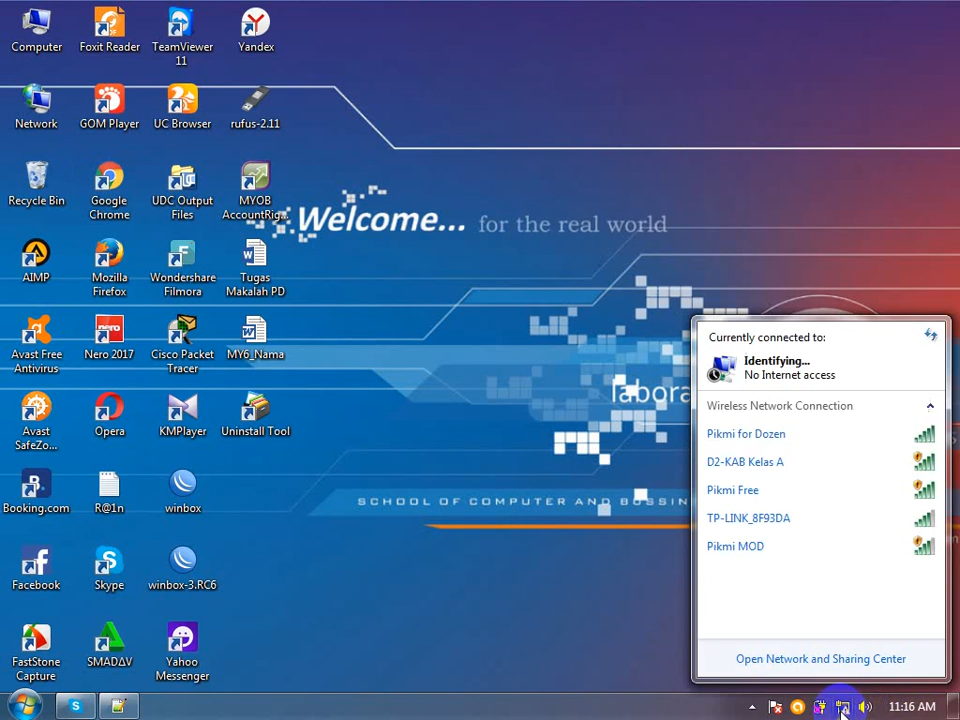 Computer
Foxit Reader
TeamViewer
11
Yandex
Network
GOM Player
UC Browser
rufus-2.11
Recycle Bin
Google
Chrome
UDC Output
Files
MYOB
AccountRig...
Welcome... for the real world
AIMP
Mozilla
Firefox
Wondershare
Filmora
Tugas
Makalah PD
Avast Free
Antivirus
Nero 2017
Cisco Packet
Tracer
MY6_Nama
labora
Avast
SafeZo...
Opera
KMPlayer
Uninstall Tool
Booking.com
R@1n
winbox
SCHOOL OF COMPUTER AND BUSSIN
Facebook
Skype
winbox-3.RC6
FastStone
Capture
SMADΔV
Yahoo
Messenger
Currently connected to:
Identifying...
No Internet access
Wireless Network Connection
Pikmi for Dozen
D2-KAB Kelas A
Pikmi Free
TP-LINK_8F93DA
Pikmi MOD
Open Network and Sharing Center
11:16 AM